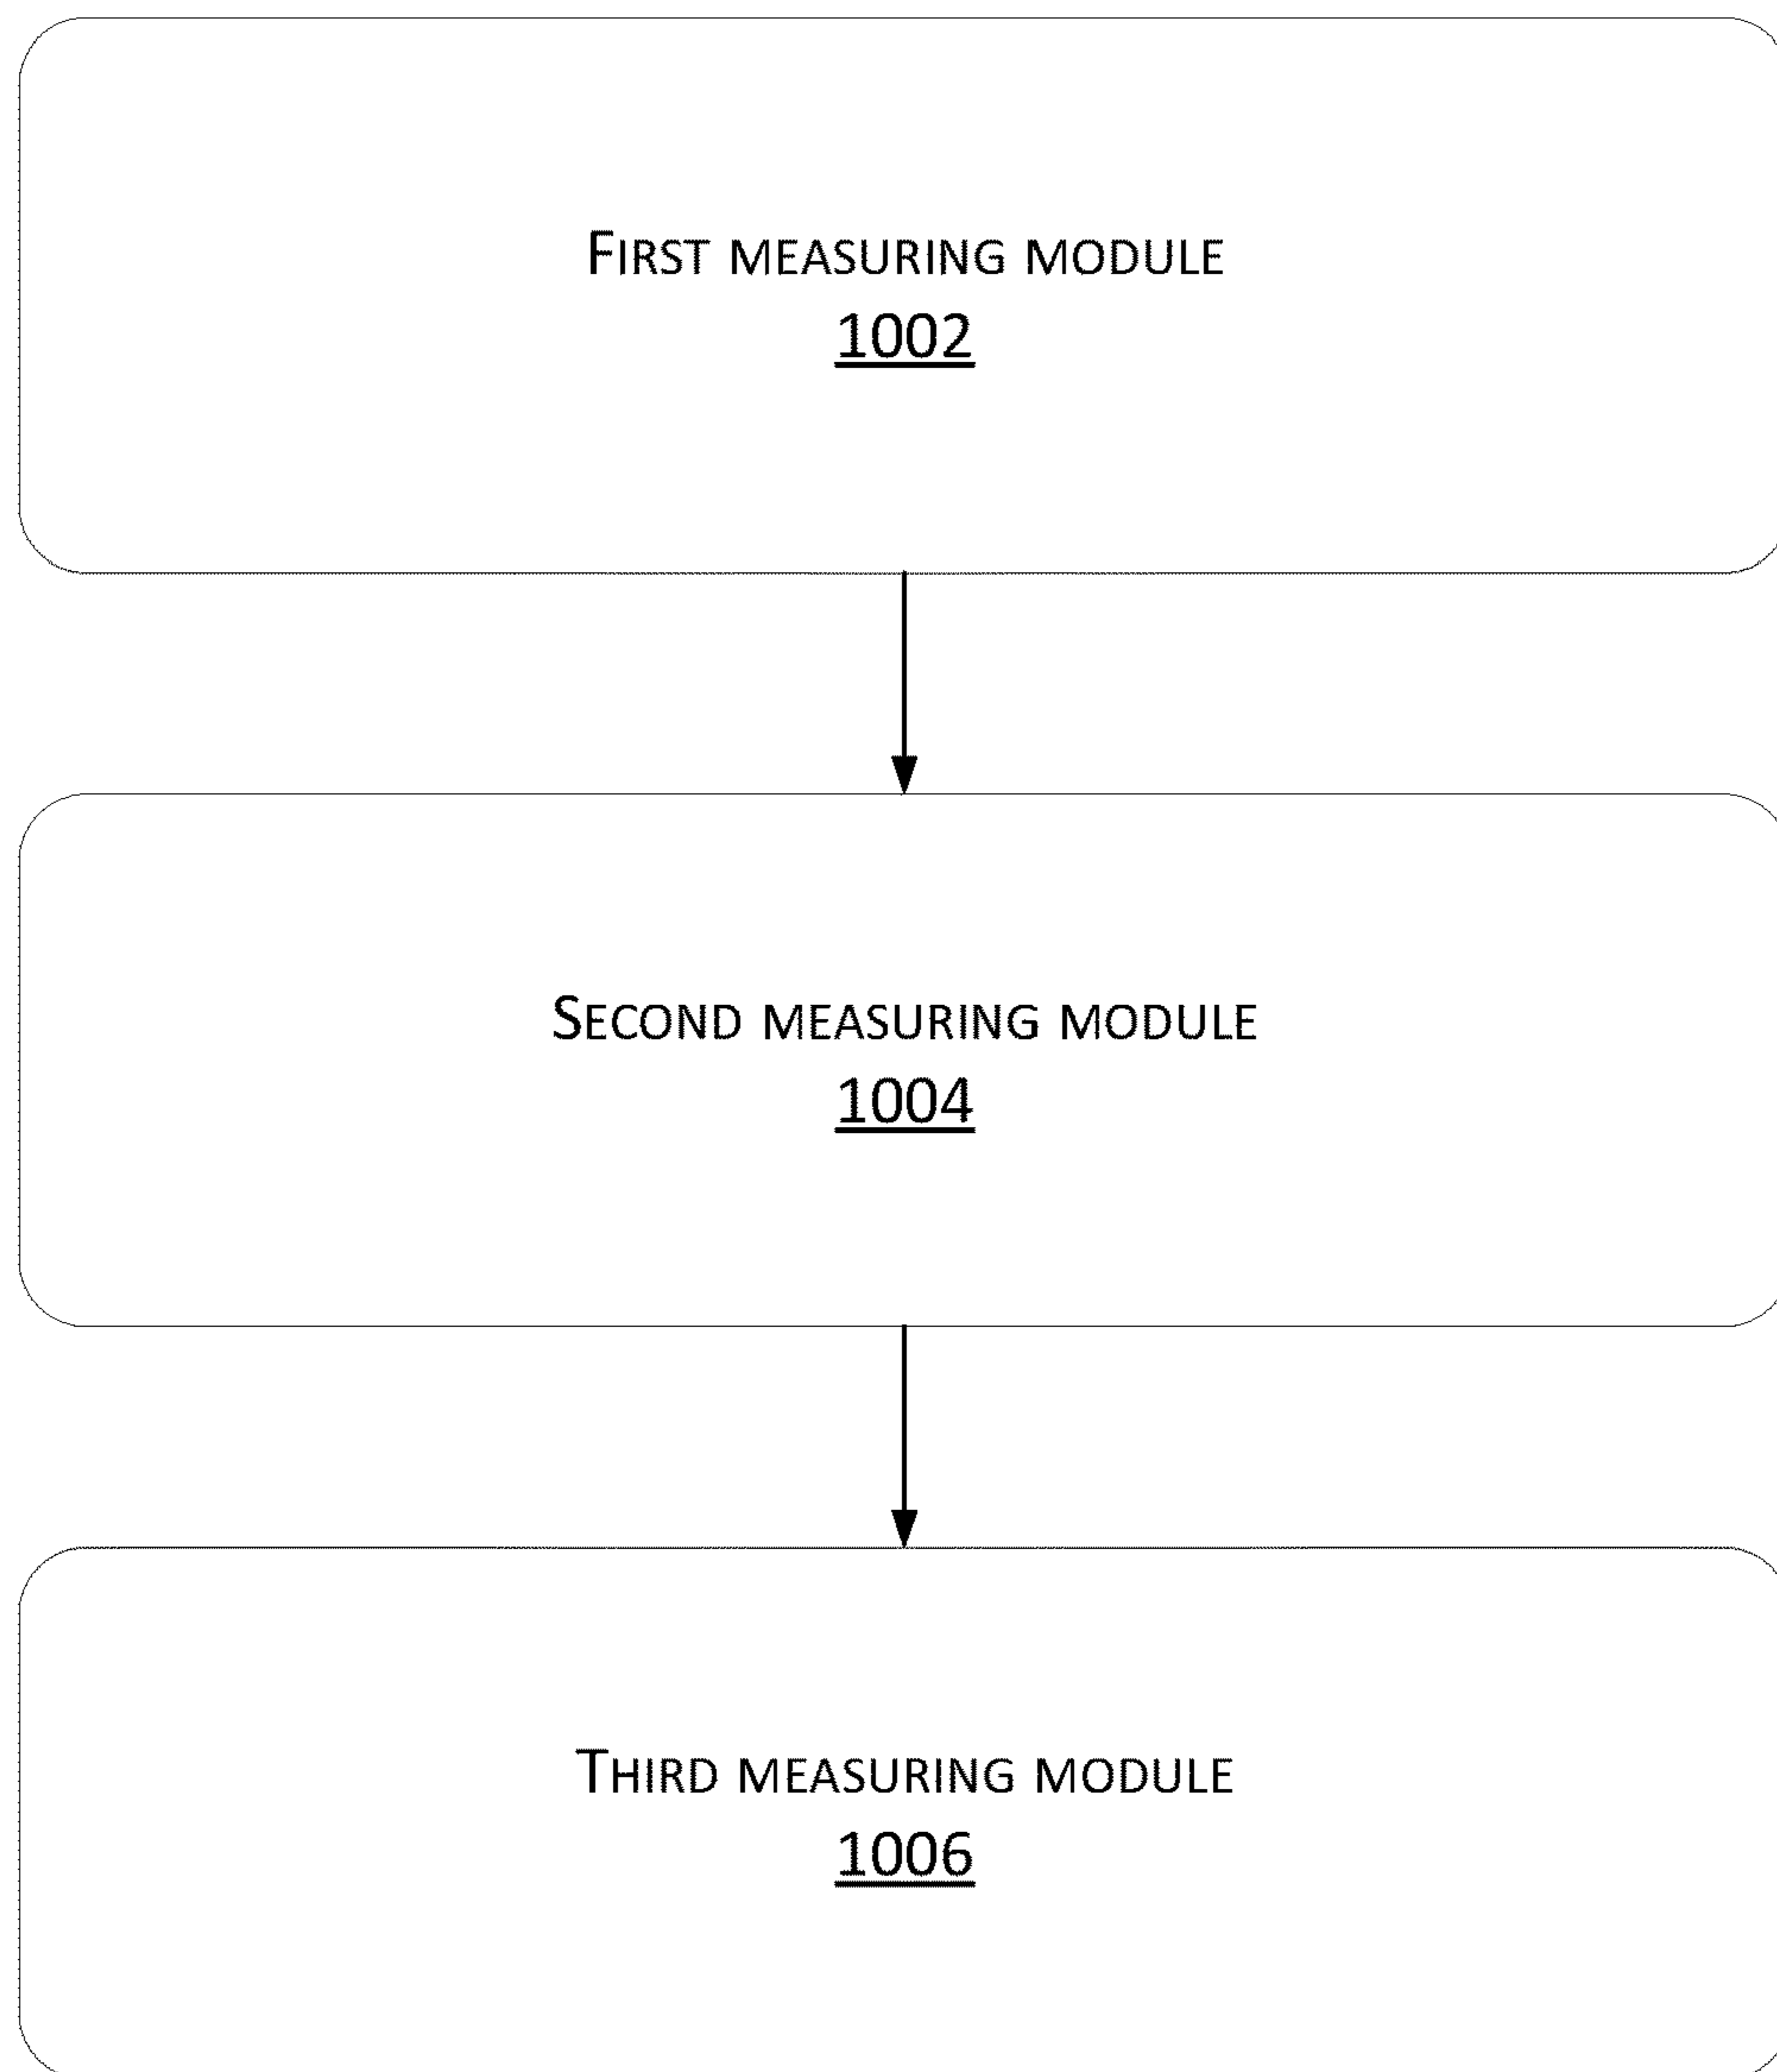 First measuring module
1002
Second measuring module
1004
Third measuring module
1006